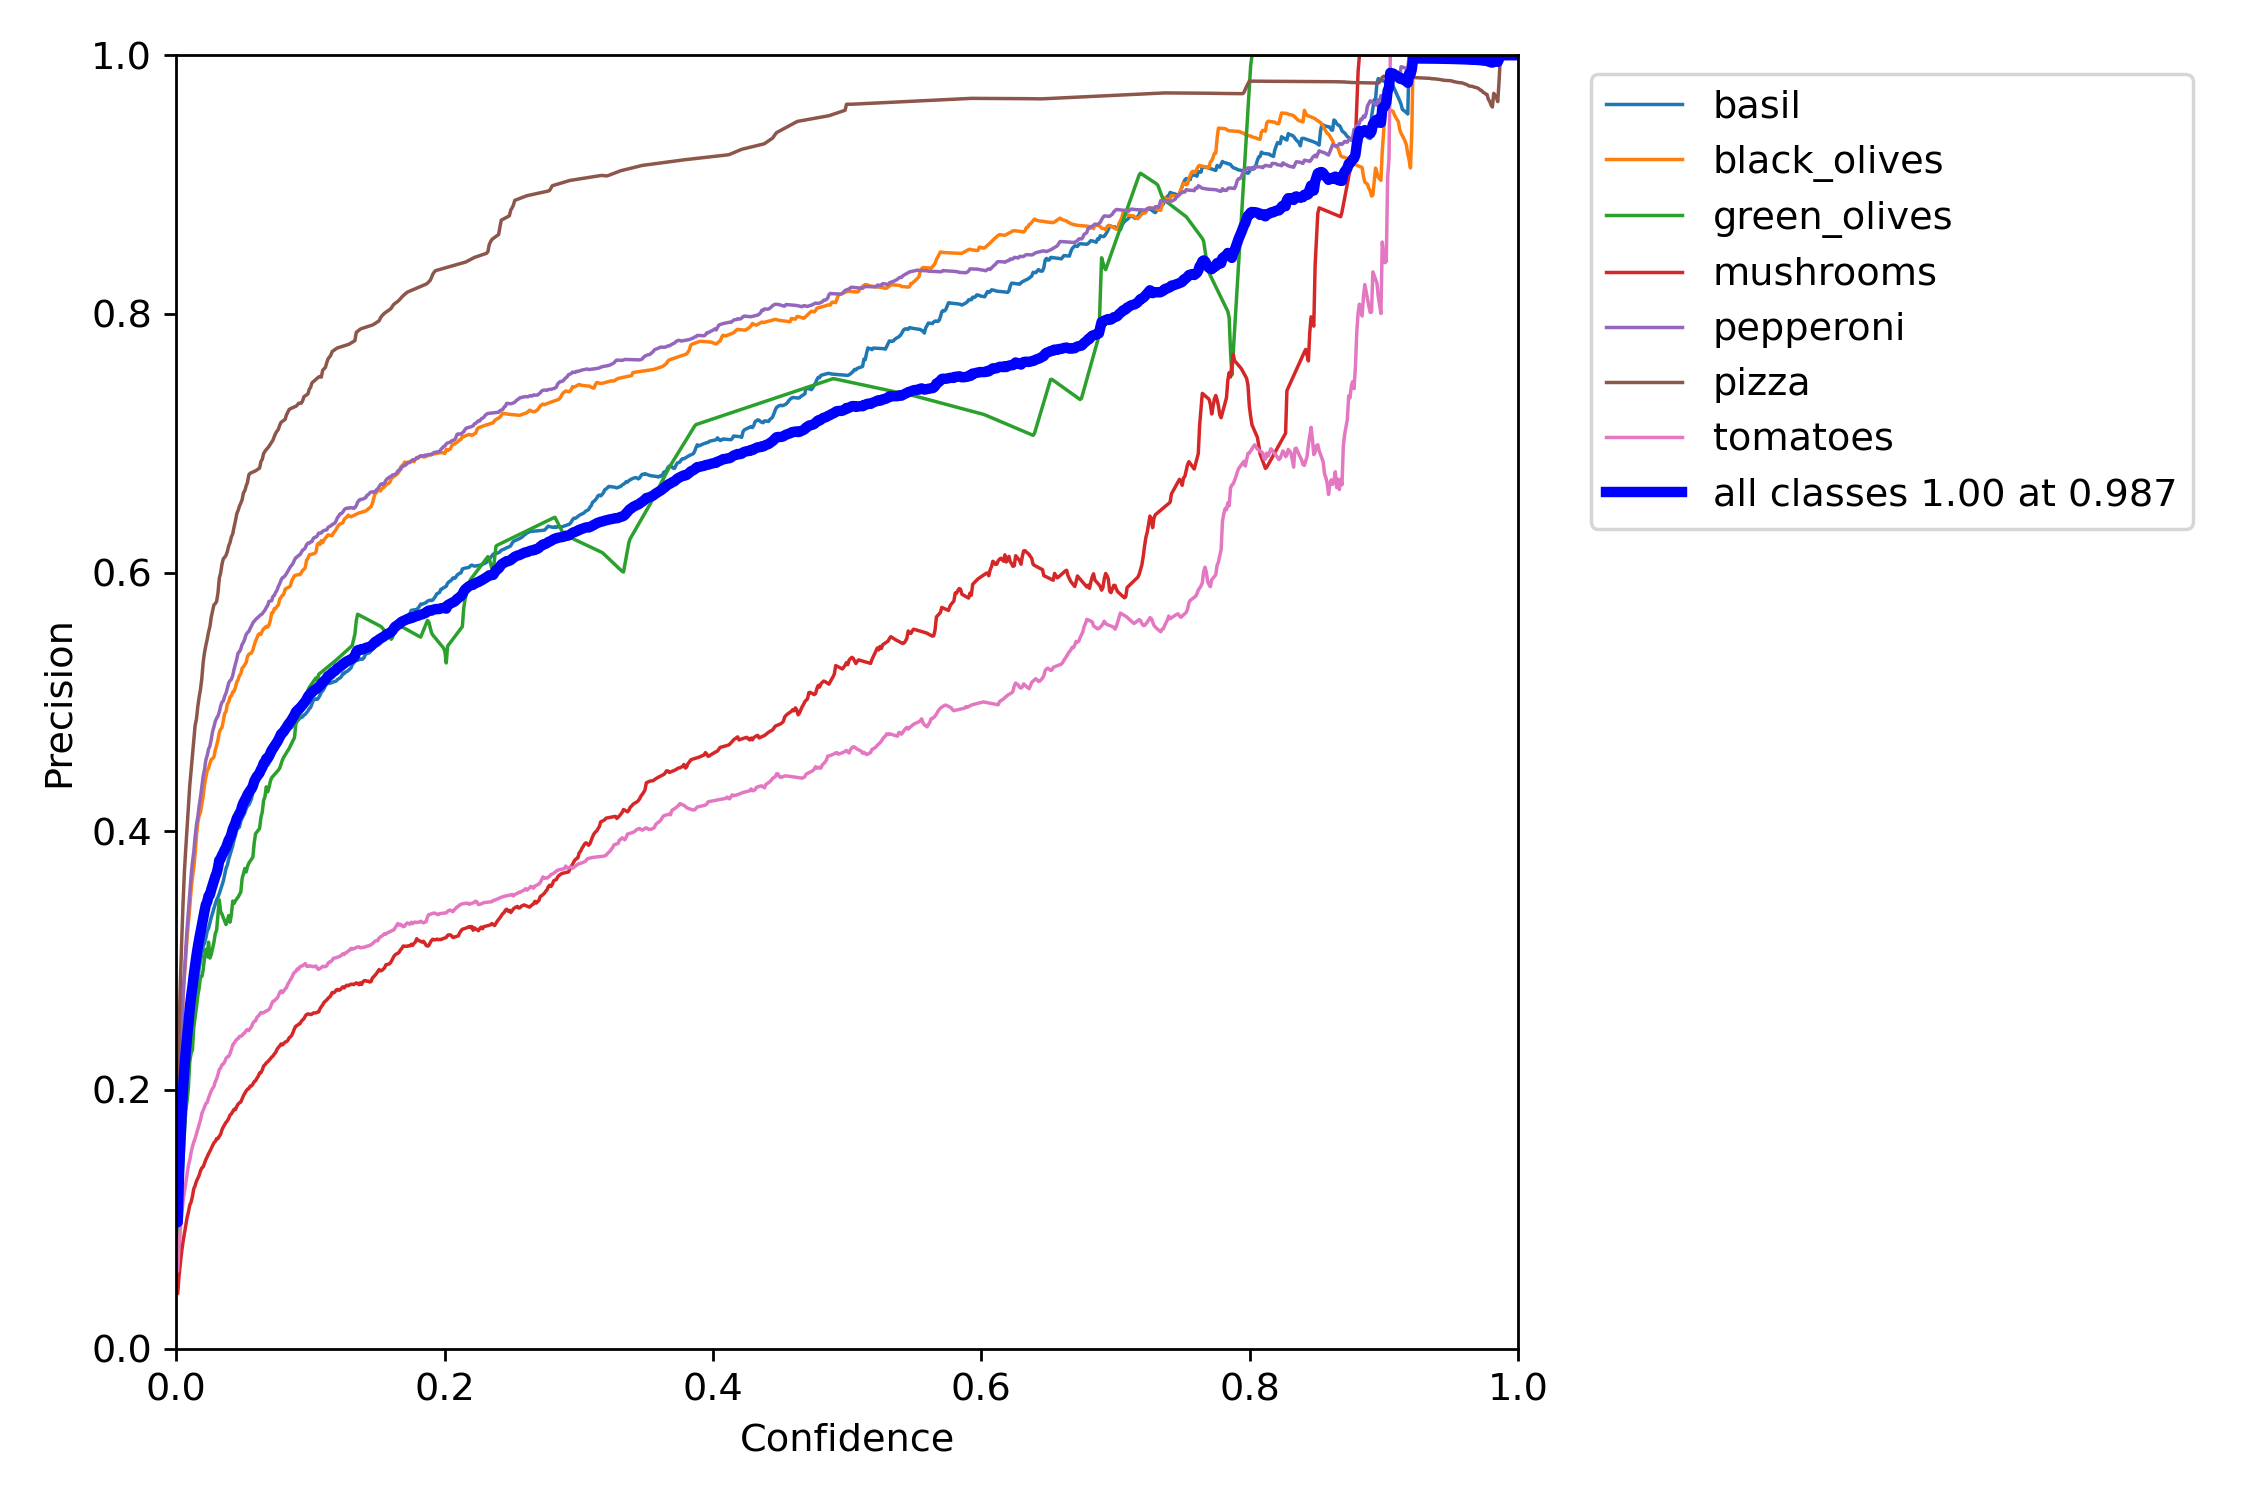 1.0
0.8
0.6
0.4
0.2
0.0
Precision
0.0 0.2 0.4 0.6 0.8 1.0
Confidence
basil
black_olives
green_olives
mushrooms
pepperoni
pizza
tomatoes
all classes 1.00 at 0.987